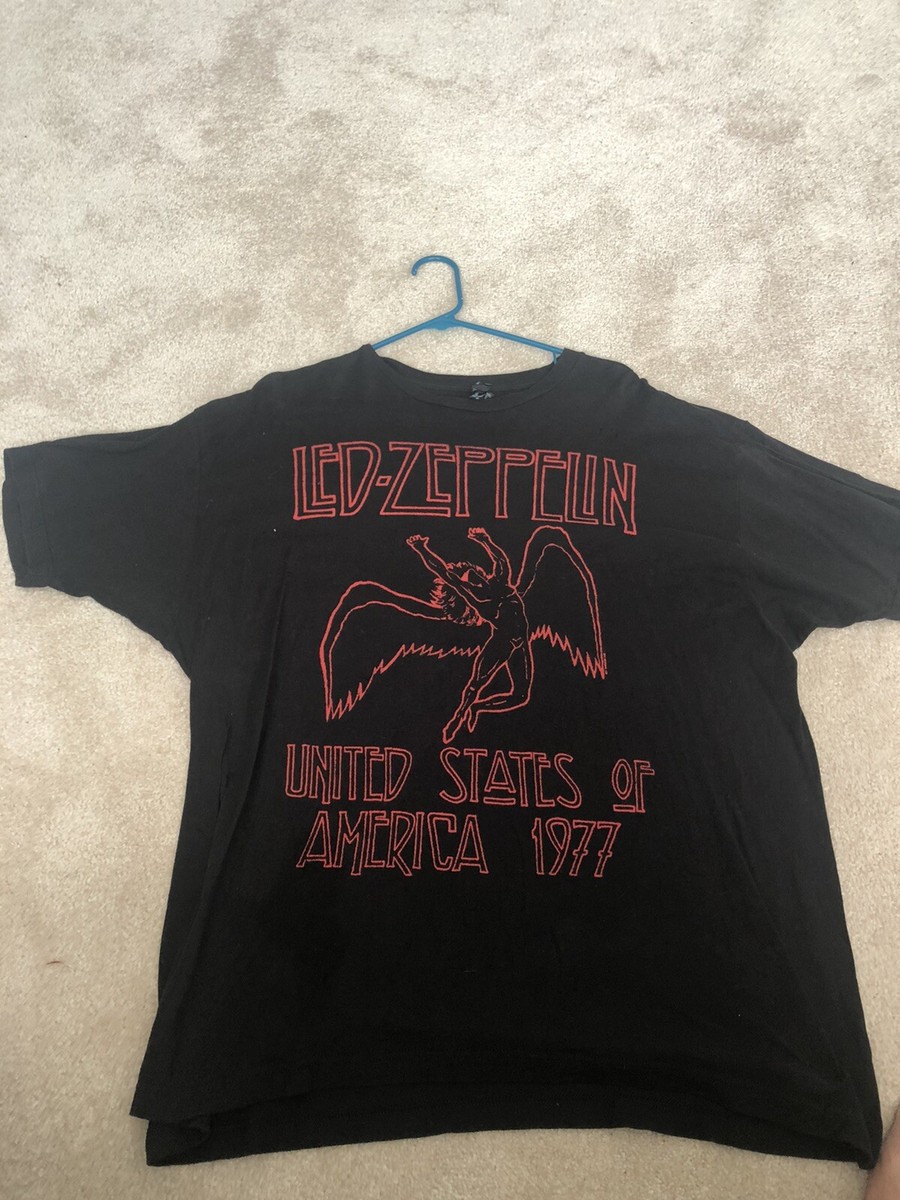 LED-ZEPPELIN
UNITED STATES OF
AMERICA 1977